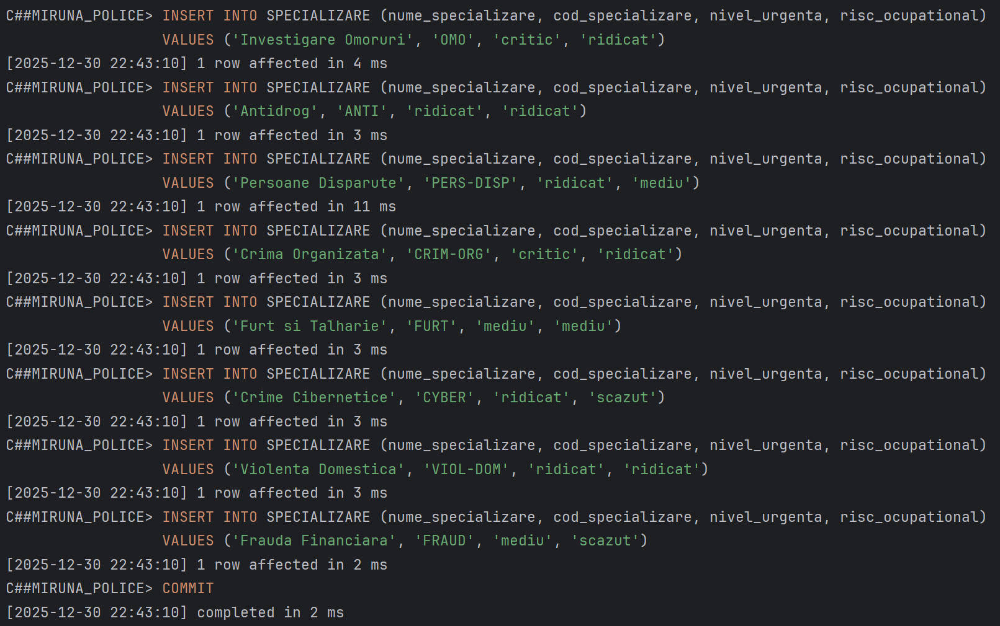 C##MIRUNA_POLICE> INSERT INTO SPECIALIZARE (nume_specializare, cod_specializare, nivel_urgenta, risc_ocupational)
VALUES ('Investigare Omoruri', 'OMO', 'critic', 'ridicat')
[2025-12-30 22:43:10] 1 row affected in 4 ms
C##MIRUNA_POLICE> INSERT INTO SPECIALIZARE (nume_specializare, cod_specializare, nivel_urgenta, risc_ocupational)
VALUES ('Antidrog', 'ANTI', 'ridicat', 'ridicat')
[2025-12-30 22:43:10] 1 row affected in 3 ms
C##MIRUNA_POLICE> INSERT INTO SPECIALIZARE (nume_specializare, cod_specializare, nivel_urgenta, risc_ocupational)
VALUES ('Persoane Disparute', 'PERS-DISP', 'ridicat', 'mediu')
[2025-12-30 22:43:10] 1 row affected in 11 ms
C##MIRUNA_POLICE> INSERT INTO SPECIALIZARE (nume_specializare, cod_specializare, nivel_urgenta, risc_ocupational)
VALUES ('Crima Organizata', 'CRIM-ORG', 'critic', 'ridicat')
[2025-12-30 22:43:10] 1 row affected in 3 ms
C##MIRUNA_POLICE> INSERT INTO SPECIALIZARE (nume_specializare, cod_specializare, nivel_urgenta, risc_ocupational)
VALUES ('Furt si Talharie', 'FURT', 'mediu', 'mediu')
[2025-12-30 22:43:10] 1 row affected in 3 ms
C##MIRUNA_POLICE> INSERT INTO SPECIALIZARE (nume_specializare, cod_specializare, nivel_urgenta, risc_ocupational)
VALUES ('Crime Cibernetice', 'CYBER', 'ridicat', 'scazut')
[2025-12-30 22:43:10] 1 row affected in 3 ms
C##MIRUNA_POLICE> INSERT INTO SPECIALIZARE (nume_specializare, cod_specializare, nivel_urgenta, risc_ocupational)
VALUES ('Violenta Domestica', 'VIOL-DOM', 'ridicat', 'ridicat')
[2025-12-30 22:43:10] 1 row affected in 3 ms
C##MIRUNA_POLICE> INSERT INTO SPECIALIZARE (nume_specializare, cod_specializare, nivel_urgenta, risc_ocupational)
VALUES ('Frauda Financiara', 'FRAUD', 'mediu', 'scazut')
[2025-12-30 22:43:10] 1 row affected in 2 ms
C##MIRUNA_POLICE> COMMIT
[2025-12-30 22:43:10] completed in 2 ms